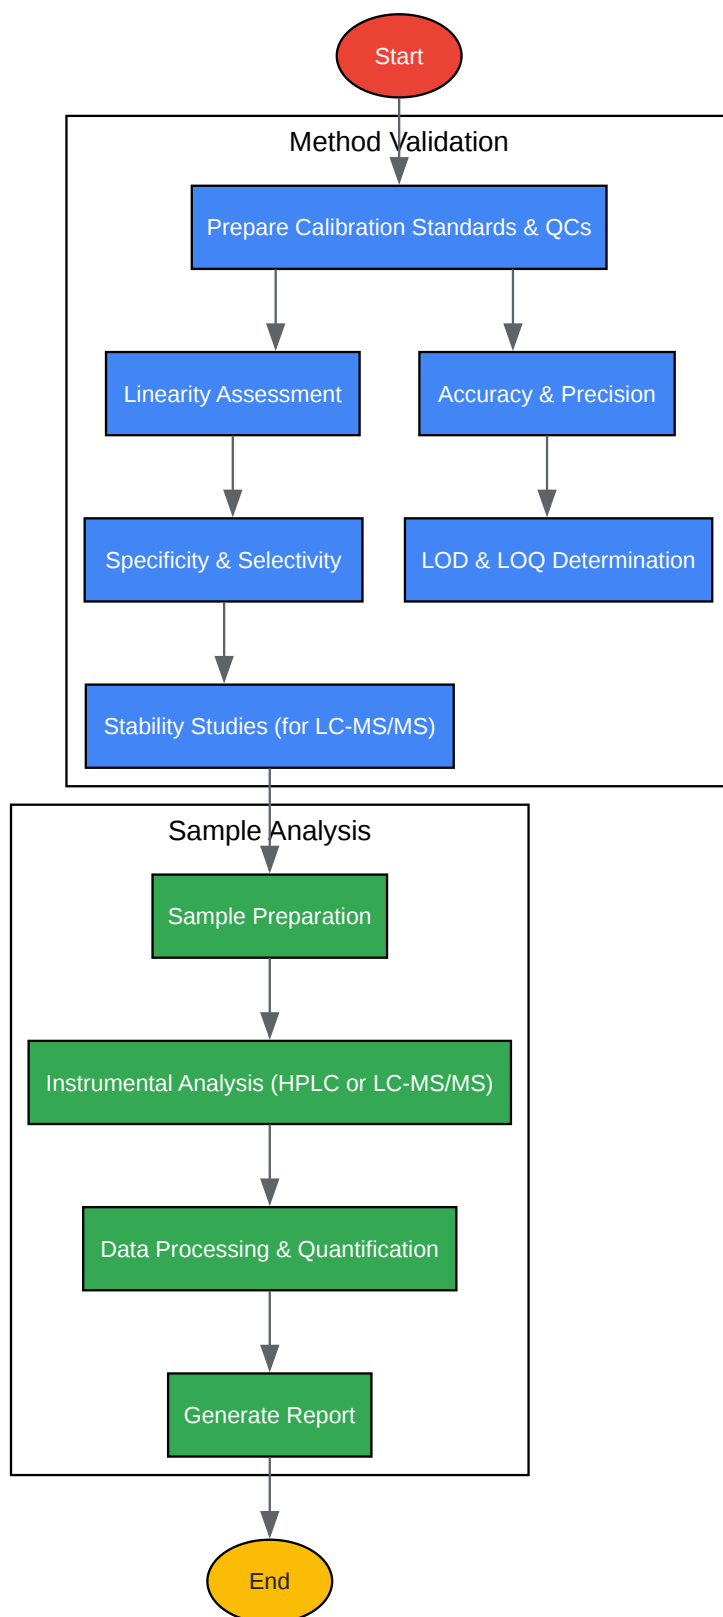 Start
Method Validation
Prepare Calibration Standards & QCs
Linearity Assessment
Accuracy & Precision
Specificity & Selectivity
LOD & LOQ Determination
Stability Studies (for LC-MS/MS)
Sample Analysis
Sample Preparation
Instrumental Analysis (HPLC or LC-MS/MS)
Data Processing & Quantification
Generate Report
End